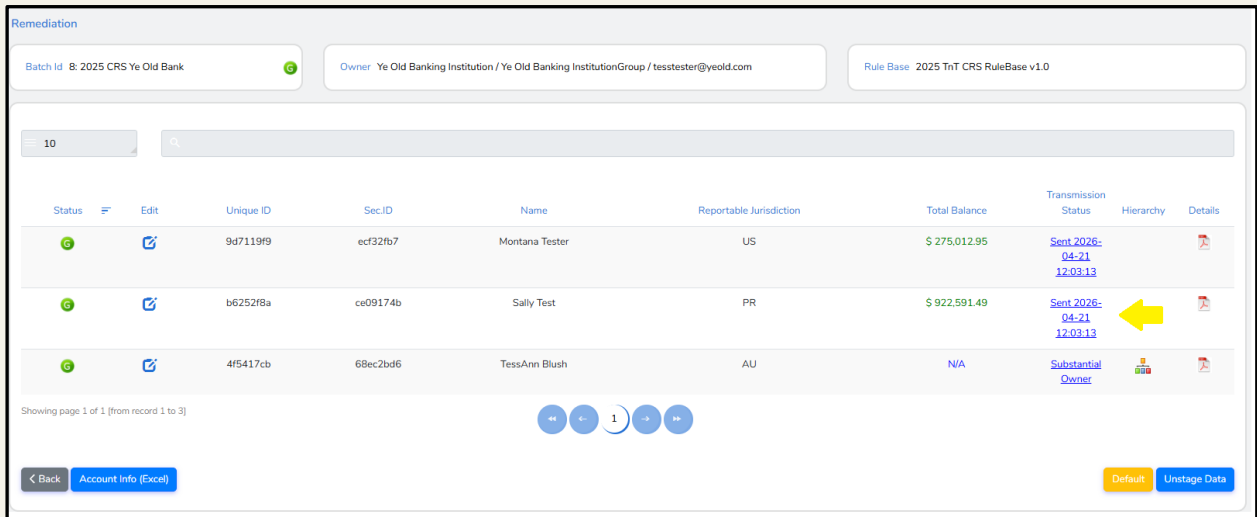 Remediation
Batch Id 8: 2025 CRS Ye Old Bank G
Owner Ye Old Banking Institution / Ye Old Banking InstitutionGroup / tesstester@yeold.com
Rule Base 2025 TnT CRS RuleBase v1.0
10
Status Edit Unique ID Sec.ID Name Reportable Jurisdiction Total Balance Transmission Status Hierarchy Details
G 9d7119f9 ecf32fb7 Montana Tester US $ 275,012.95 Sent 2026-
04-21
12:03:13
G b6252f8a ce09174b Sally Test PR $ 922,591.49 Sent 2026-
04-21
12:03:13
G 4f5417cb 68ec2bd6 TessAnn Blush AU N/A Substantial
Owner
Showing page 1 of 1 [from record 1 to 3]
1
Back Account Info (Excel) Default Unstage Data